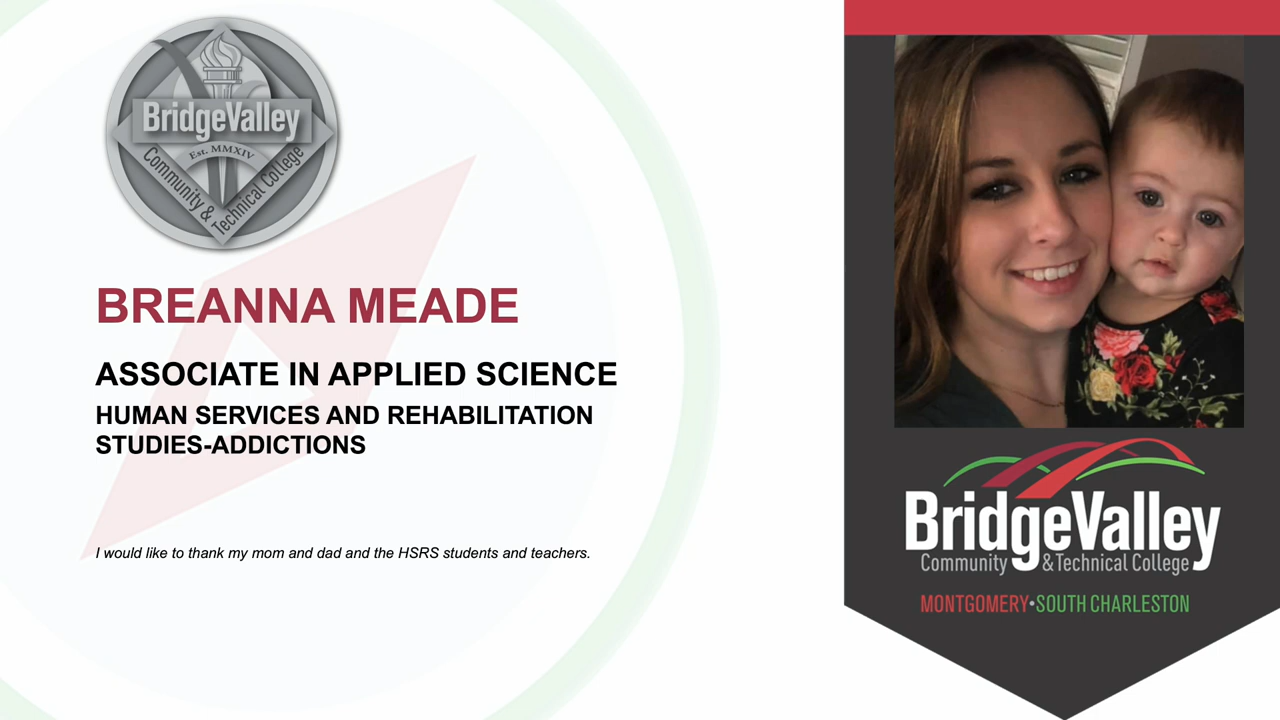 BridgeValley
Est. MMXIV
Community & Technical College
BREANNA MEADE
ASSOCIATE IN APPLIED SCIENCE
HUMAN SERVICES AND REHABILITATION
STUDIES-ADDICTIONS
I would like to thank my mom and dad and the HSRS students and teachers.
BridgeValley
Community & Technical College
MONTGOMERY•SOUTH CHARLESTON